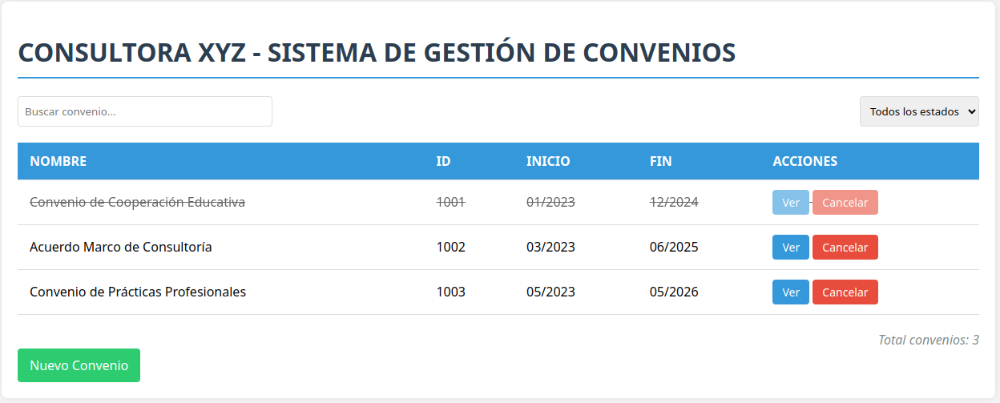 CONSULTORA XYZ - SISTEMA DE GESTIÓN DE CONVENIOS
Buscar convenio...
Todos los estados
NOMBRE ID INICIO FIN ACCIONES
Convenio de Cooperación Educativa 1001 01/2023 12/2024 Ver Cancelar
Acuerdo Marco de Consultoría 1002 03/2023 06/2025 Ver Cancelar
Convenio de Prácticas Profesionales 1003 05/2023 05/2026 Ver Cancelar
Total convenios: 3
Nuevo Convenio